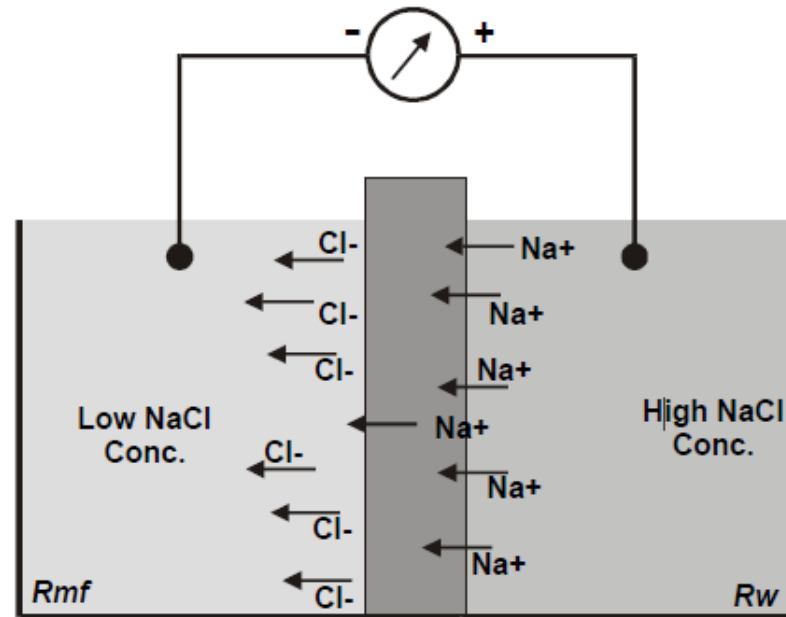 - +
Cl-
Na+
Cl-
Na+
Cl-
Na+
Low NaCl
Conc.
High NaCl
Conc.
Na+
Cl-
Na+
Cl-
Na+
Cl-
Rmf
Rw